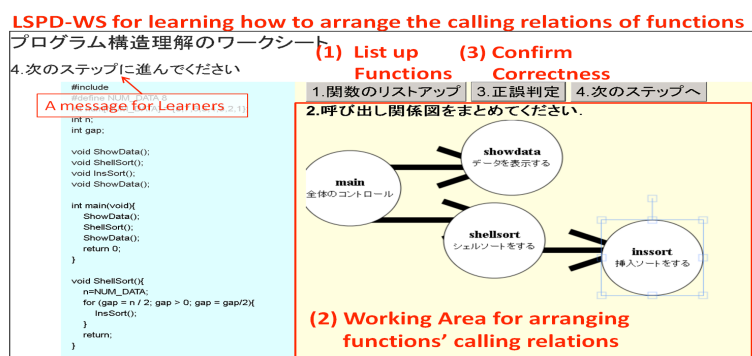 LSPD-WS for learning how to arrange the calling relations of functions
プログラム構造理解のワークシート
(1) List up
Functions
(3) Confirm
Correctness
4.次のステップに進んでください
A message for Learners
1.関数のリストアップ
3.正誤判定
4.次のステップへ
2.呼び出し関係図をまとめてください.
#include
#define NUM_DATA 8
2,1}
int n;
int gap;
void ShowData();
void ShellSort();
void InsSort();
void ShowData();
int main(void){
ShowData();
ShellSort();
ShowData();
return 0;
}
void ShellSort(){
n=NUM_DATA;
for (gap = n / 2; gap > 0; gap = gap/2){
InsSort();
}
return;
}
main
全体のコントロール
showdata
データを表示する
shellsort
シェルソートをする
inssort
挿入ソートをする
(2) Working Area for arranging
functions' calling relations